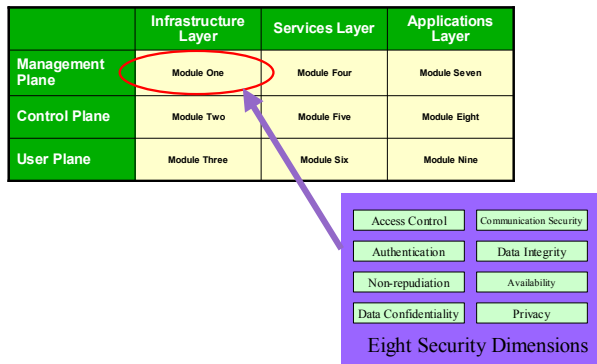 Infrastructure Layer
Services Layer
Applications Layer
Management Plane
Module One
Module Four
Module Seven
Control Plane
Module Two
Module Five
Module Eight
User Plane
Module Three
Module Six
Module Nine
Access Control
Communication Security
Authentication
Data Integrity
Non-repudiation
Availability
Data Confidentiality
Privacy
Eight Security Dimensions